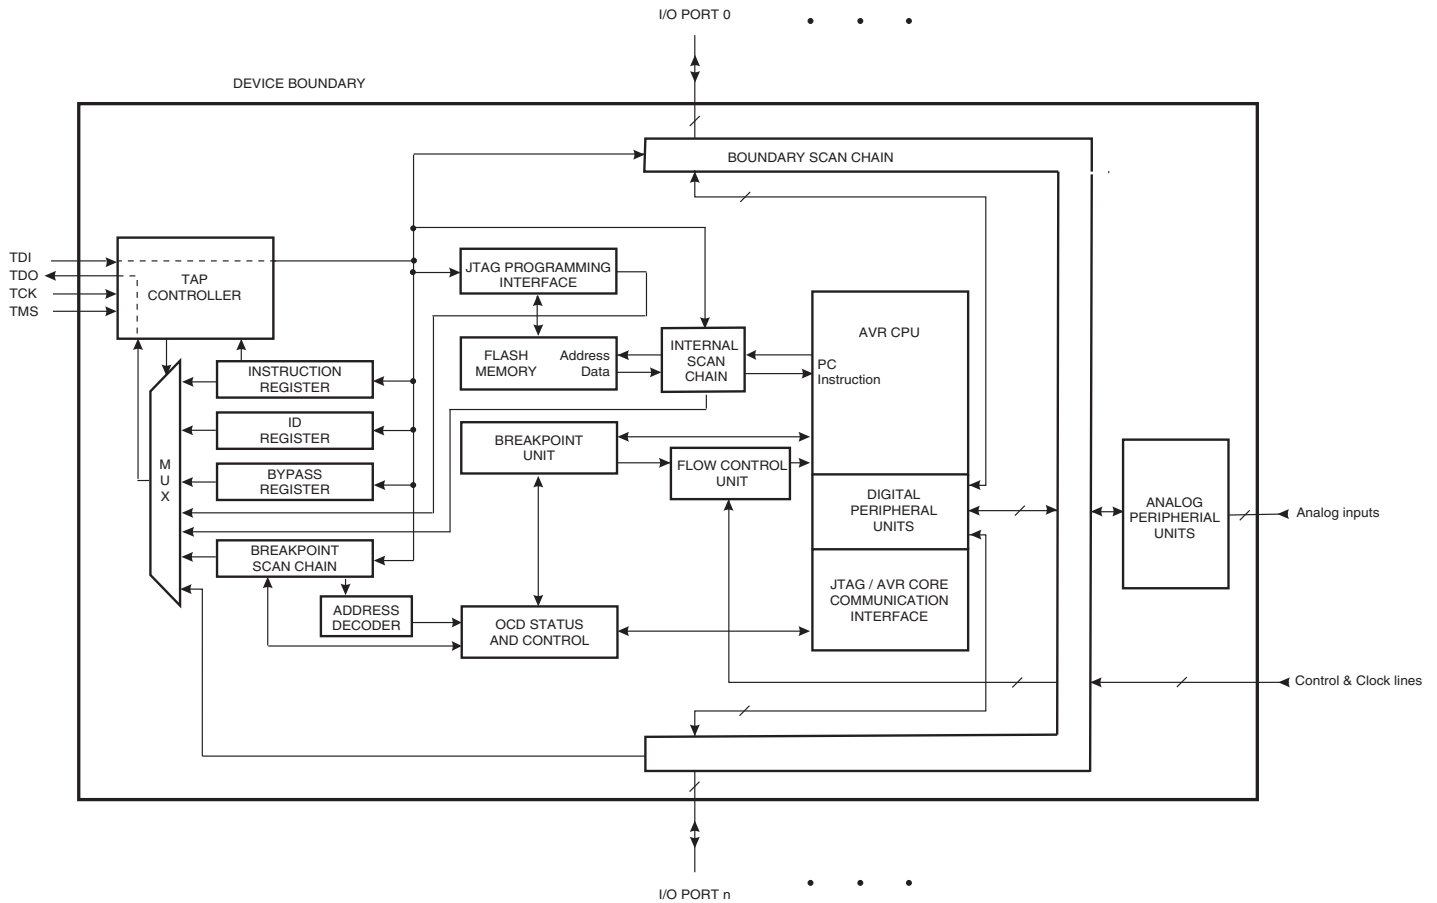 I/O PORT 0
DEVICE BOUNDARY
BOUNDARY SCAN CHAIN
TDI
TDO
TCK
TMS
TAP
CONTROLLER
JTAG PROGRAMMING
INTERFACE
AVR CPU
FLASH
MEMORY
Address
Data
INTERNAL
SCAN
CHAIN
PC
Instruction
INSTRUCTION
REGISTER
ID
REGISTER
BREAKPOINT
UNIT
FLOW CONTROL
UNIT
M
U
X
BYPASS
REGISTER
DIGITAL
PERIPHERAL
UNITS
ANALOG
PERIPHERIAL
UNITS
Analog inputs
BREAKPOINT
SCAN CHAIN
ADDRESS
DECODER
OCD STATUS
AND CONTROL
JTAG / AVR CORE
COMMUNICATION
INTERFACE
Control & Clock lines
I/O PORT n